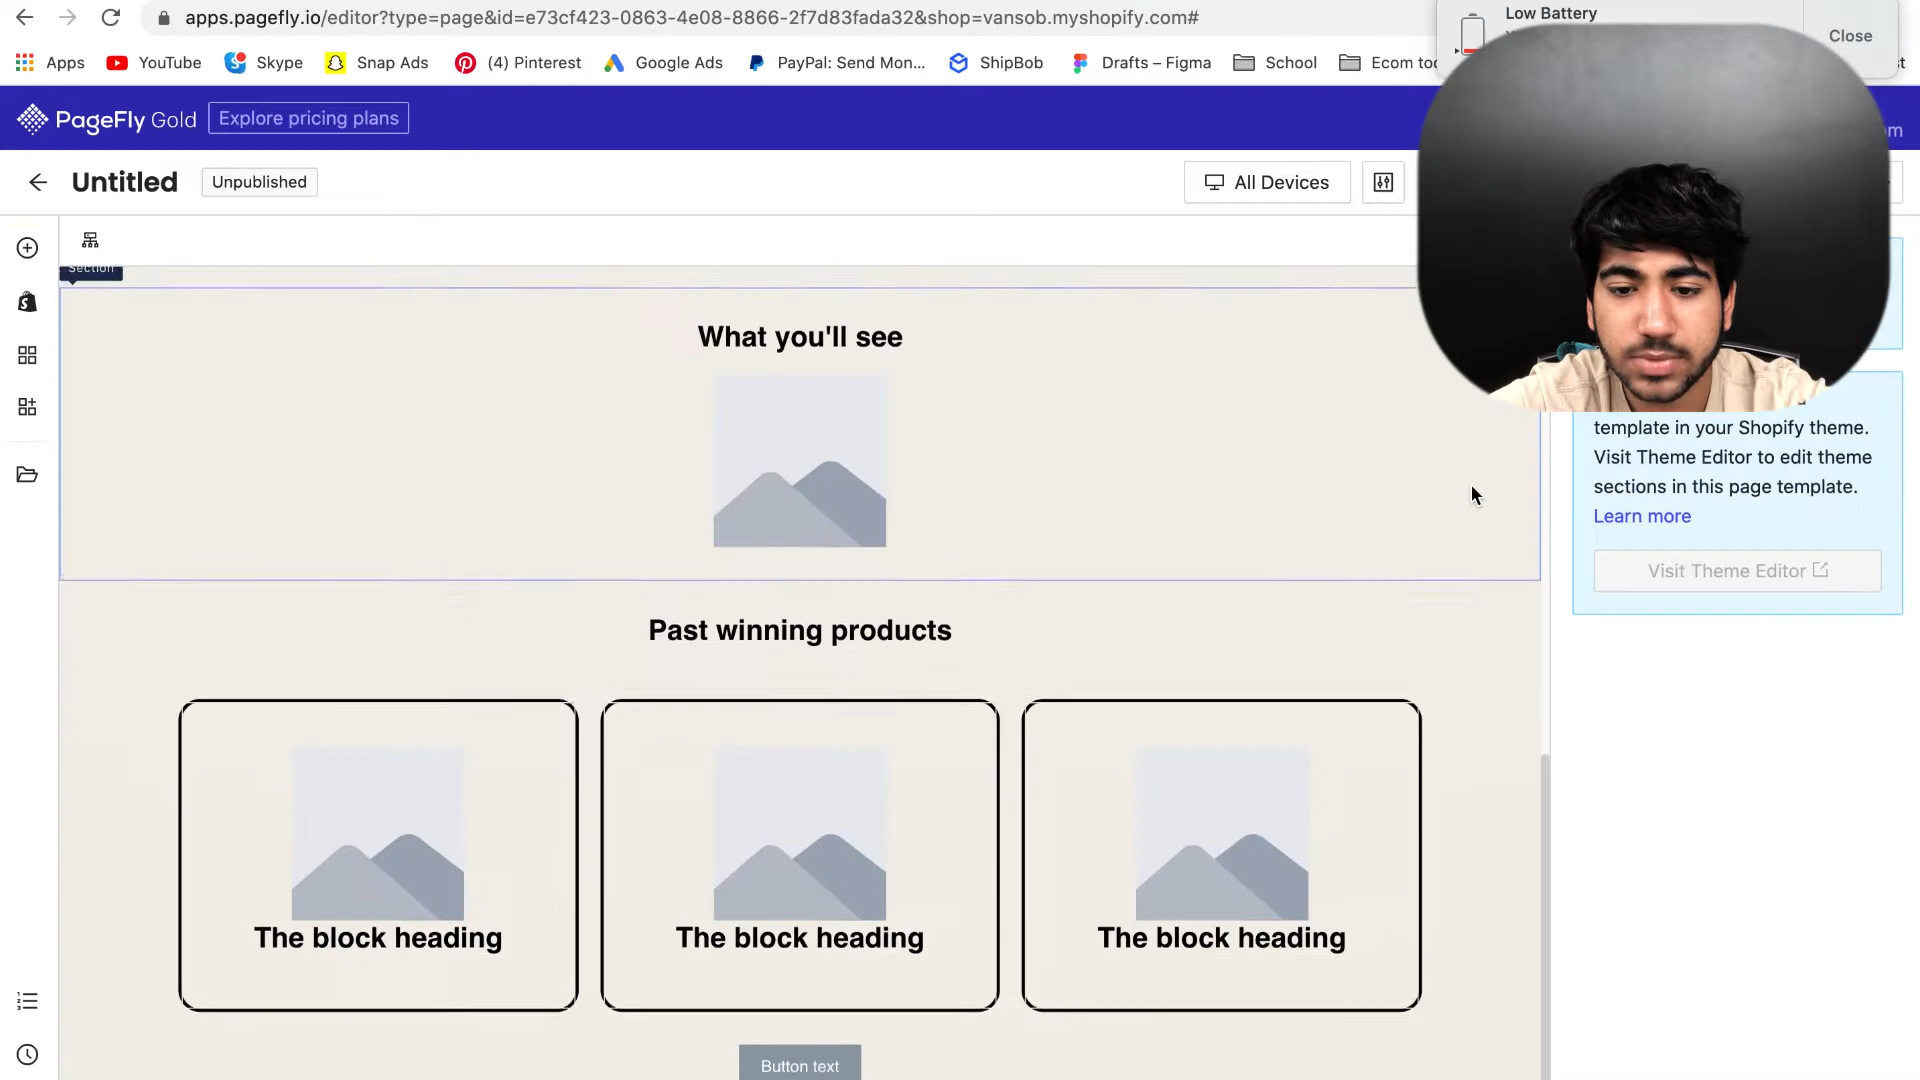 apps.pagefly.io/editor?type=page&id=e73cf423-0863-4e08-8866-2f7d83fada32&shop=vansob.myshopify.com#
Low Battery
Close
Apps
YouTube
Skype
Snap Ads
(4) Pinterest
Google Ads
PayPal: Send Mon...
ShipBob
Drafts – Figma
School
Ecom
PageFly Gold
Explore pricing plans
Untitled
Unpublished
All Devices
Section
What you'll see
template in your Shopify theme.
Visit Theme Editor to edit theme
sections in this page template.
Learn more
Visit Theme Editor
Past winning products
The block heading
The block heading
The block heading
Button text